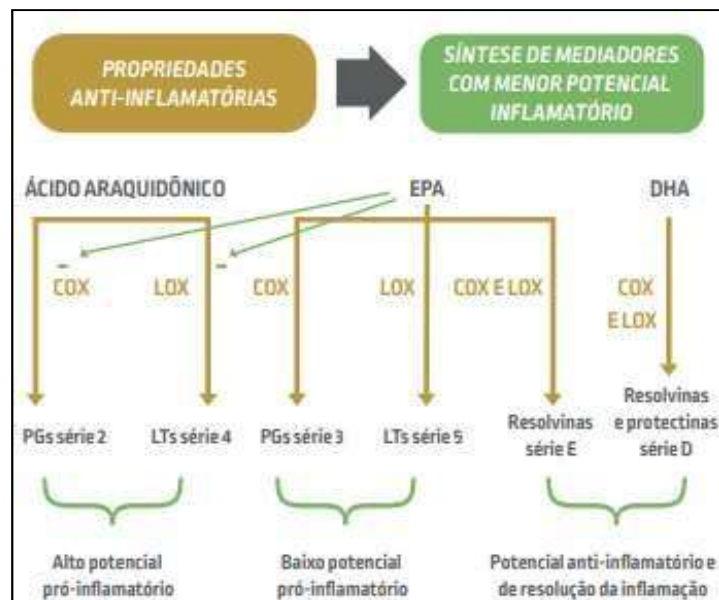 PROPRIEDADES
ANTI-INFLAMATÓRIAS
SÍNTESE DE MEDIADORES
COM MENOR POTENCIAL
INFLAMATÓRIO
ÁCIDO ARAQUIDÔNICO
EPA
DHA
-
-
COX
LOX
COX
LOX
COX E LOX
COX
E LOX
PGs série 2
LTs série 4
PGs série 3
LTs série 5
Resolvinas
série E
Resolvinas
e protectinas
série D
Alto potencial
pró-inflamatório
Baixo potencial
pró-inflamatório
Potencial anti-inflamatório e
de resolução da inflamação